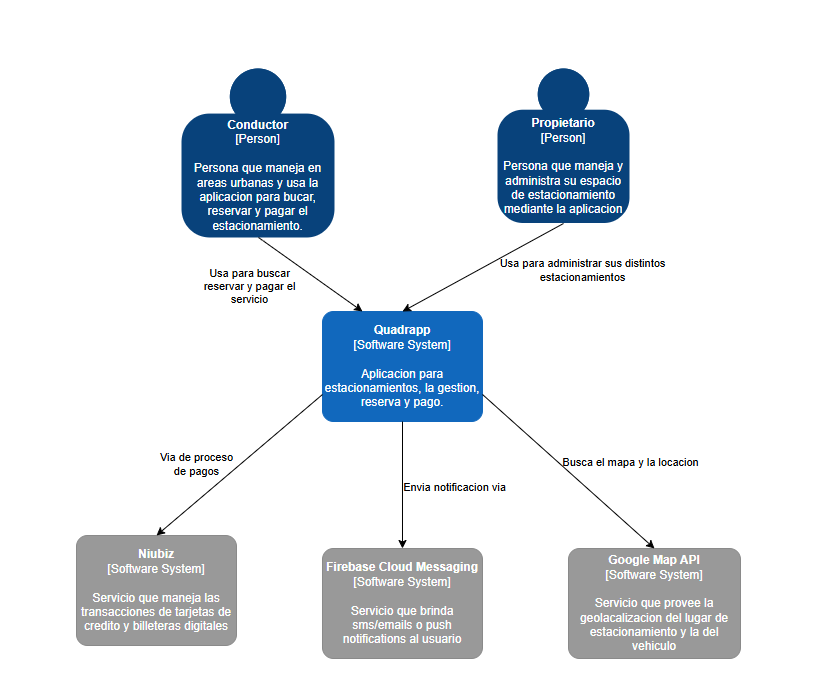 Conductor
[Person]
Persona que maneja en
areas urbanas y usa la
aplicacion para bucar,
reservar y pagar el
estacionamiento.
Propietario
[Person]
Persona que maneja y
administra su espacio
de estacionamiento
mediante la aplicacion
Usa para buscar
reservar y pagar el
servicio
Usa para administrar sus distintos
estacionamientos
Quadrapp
[Software System]
Aplicacion para
estacionamientos, la gestion,
reserva y pago.
Via de proceso
de pagos
Envia notificacion via
Busca el mapa y la locacion
Niubiz
[Software System]
Servicio que maneja las
transacciones de tarjetas de
credito y billeteras digitales
Firebase Cloud Messaging
[Software System]
Servicio que brinda
sms/emails o push
notifications al usuario
Google Map API
[Software System]
Servicio que provee la
geolacalizacion del lugar de
estacionamiento y la del
vehiculo